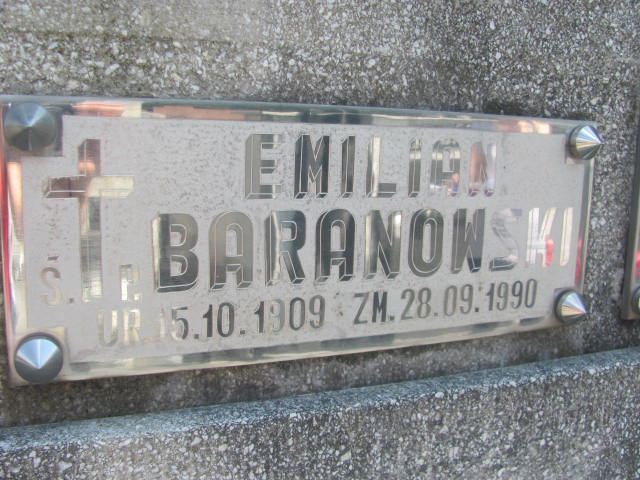 EMILIAN
Ś. P. BARANOWSKI
UR. 15.10.1909 ZM. 28.09.1990